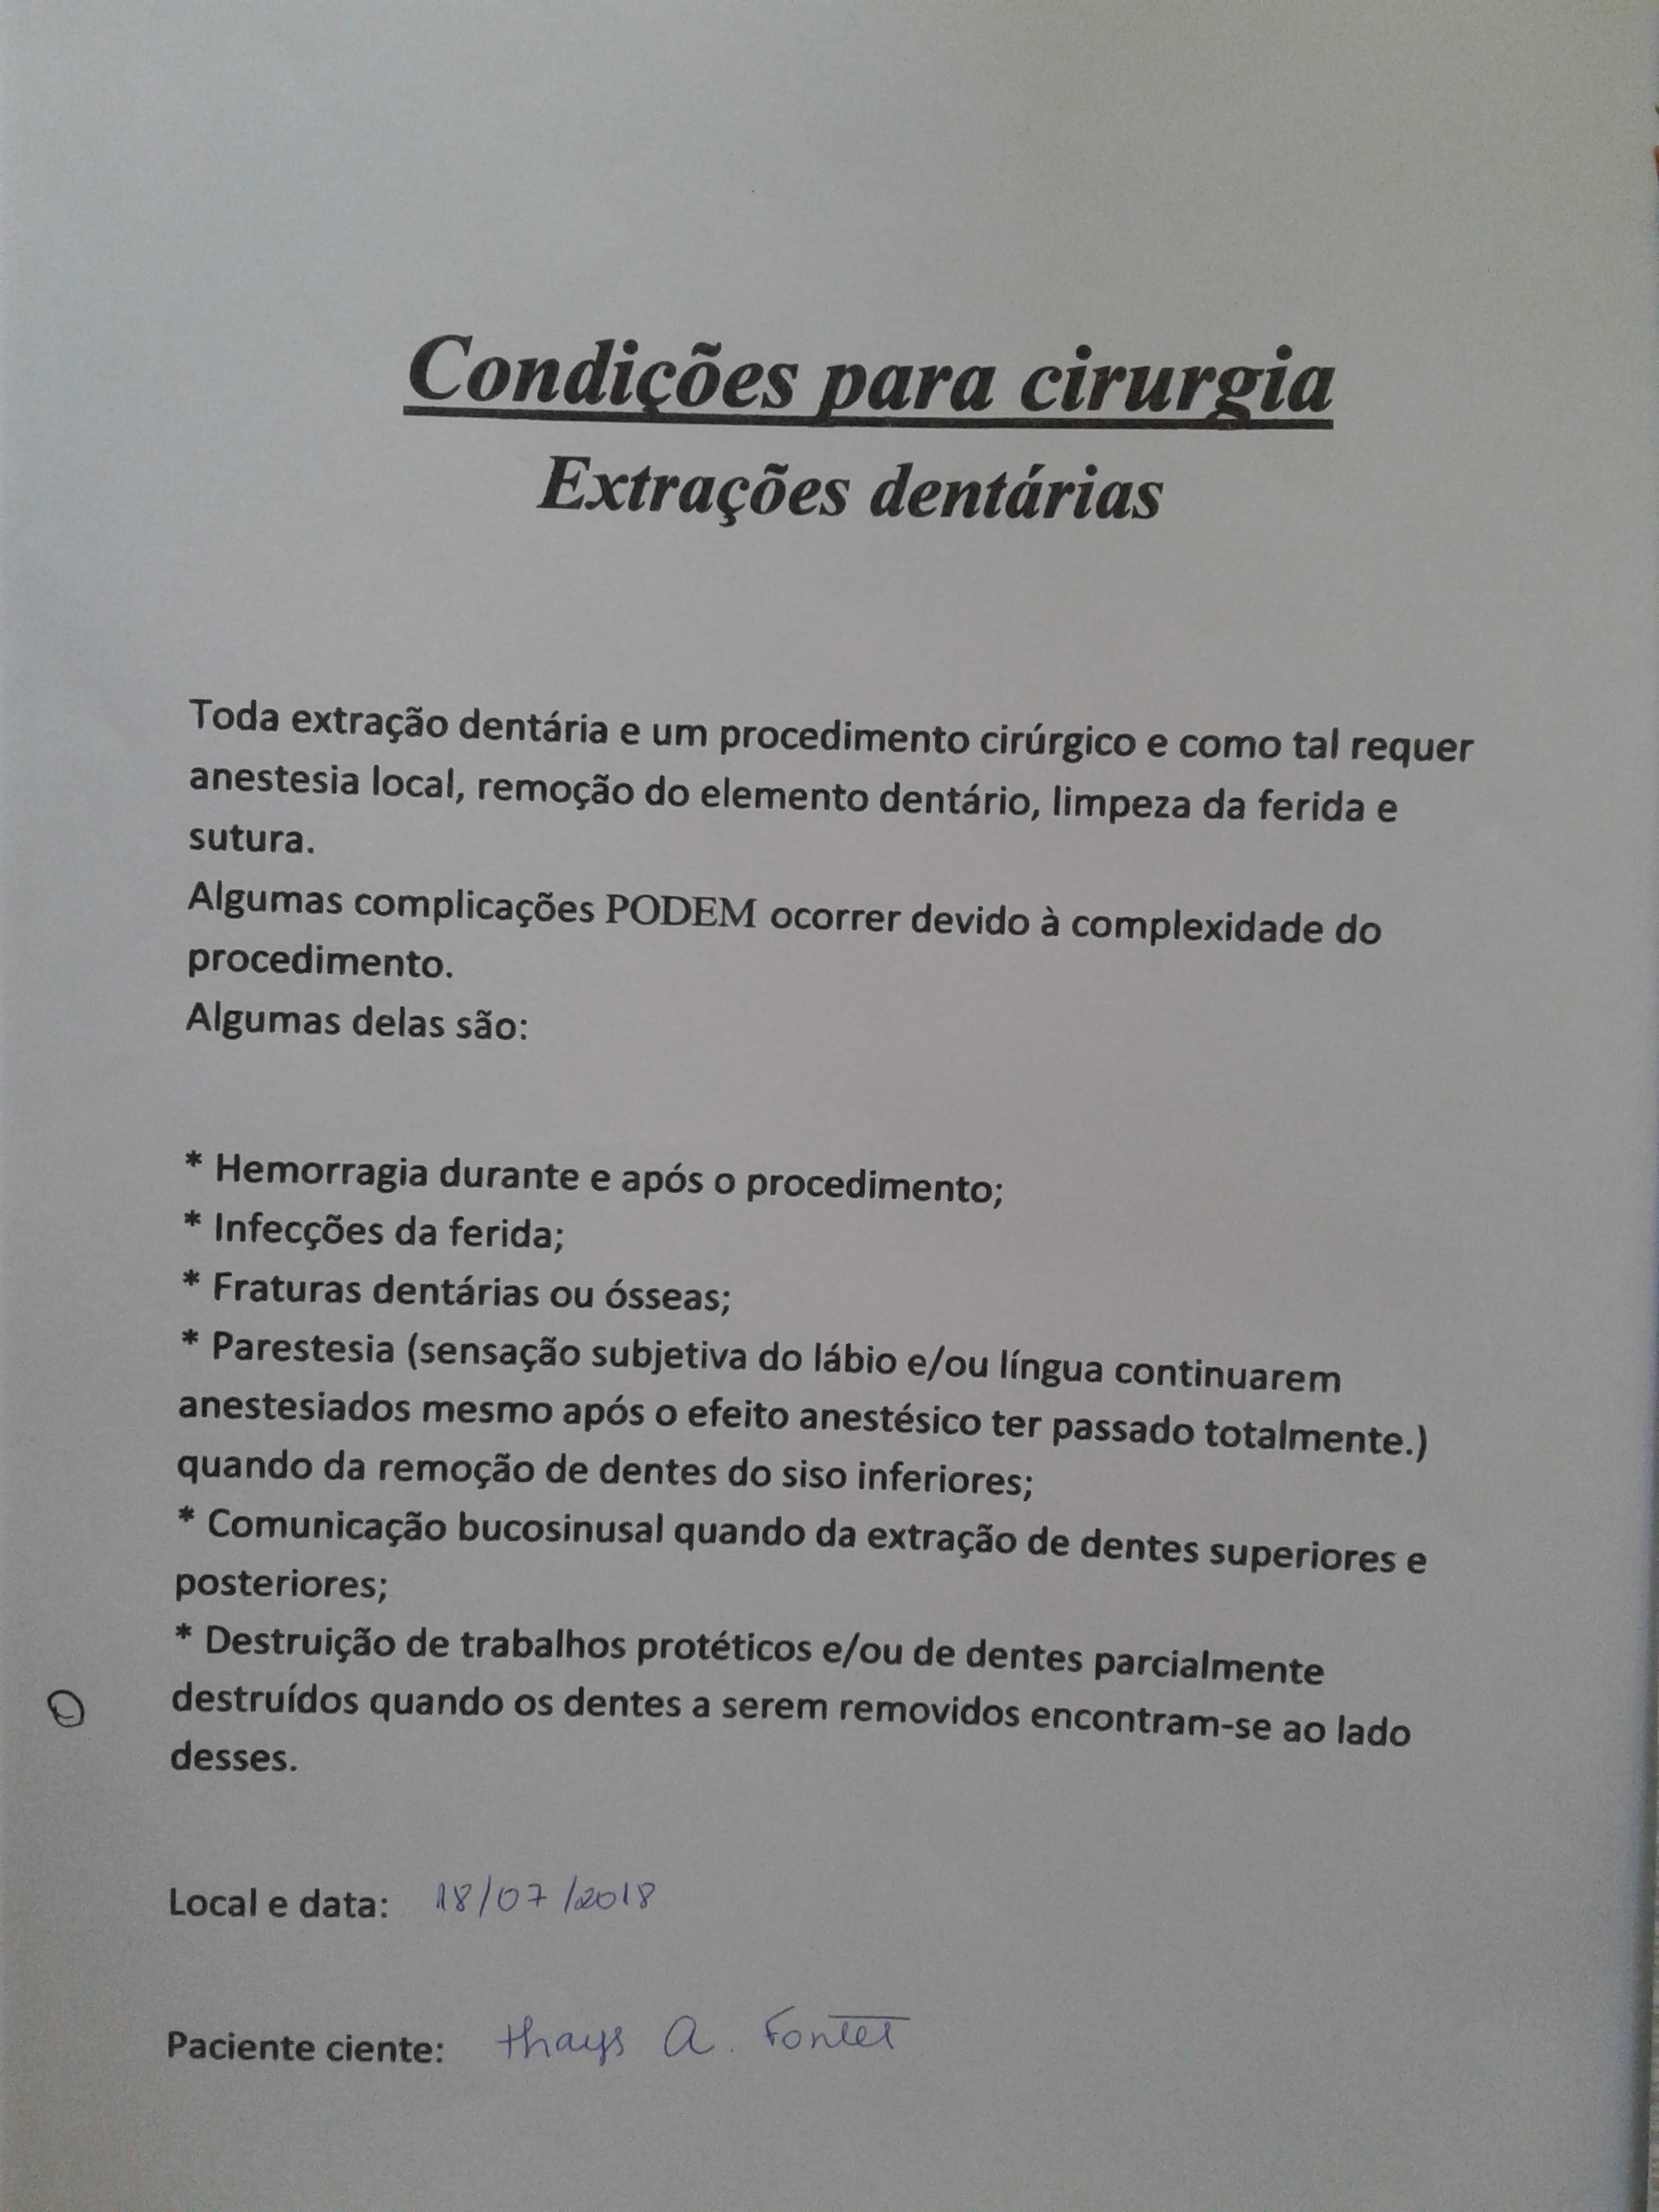 Condições para cirurgia
Extrações dentárias
Toda extração dentária e um procedimento cirúrgico e como tal requer
anestesia local, remoção do elemento dentário, limpeza da ferida e
sutura.
Algumas complicações PODEM ocorrer devido à complexidade do
procedimento.
Algumas delas são:
* Hemorragia durante e após o procedimento;
* Infecções da ferida;
* Fraturas dentárias ou ósseas;
* Parestesia (sensação subjetiva do lábio e/ou língua continuarem
anestesiados mesmo após o efeito anestésico ter passado totalmente.)
quando da remoção de dentes do siso inferiores;
* Comunicação bucosinusal quando da extração de dentes superiores e
posteriores;
* Destruição de trabalhos protéticos e/ou de dentes parcialmente
destruídos quando os dentes a serem removidos encontram-se ao lado
desses.
Local e data: 18/07/2018
Paciente ciente: thays A.